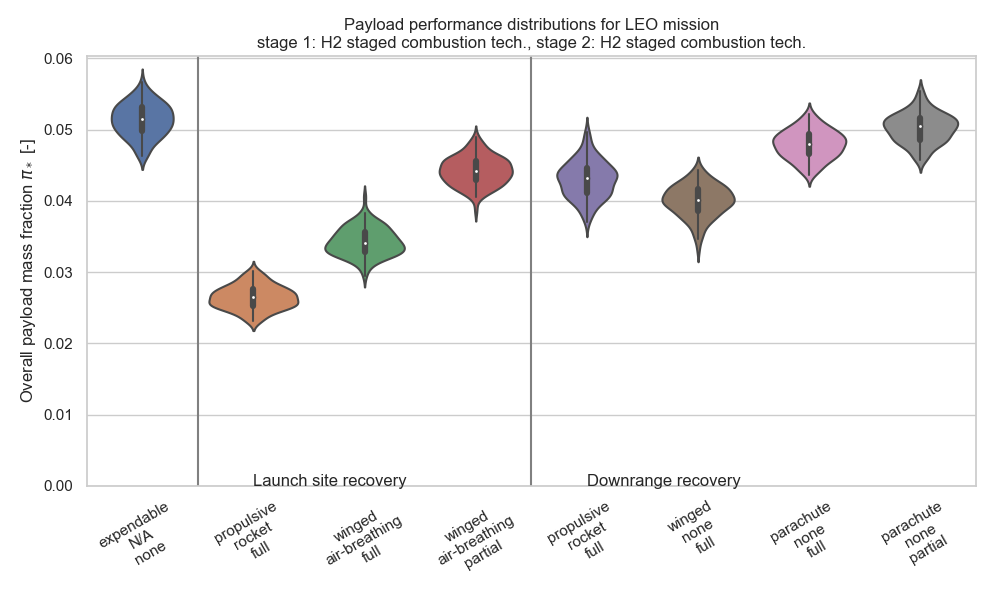 Payload performance distributions for LEO mission
stage 1: H2 staged combustion tech., stage 2: H2 staged combustion tech.
Overall payload mass fraction π* [-]
0.06
0.05
0.04
0.03
0.02
0.01
0.00
Launch site recovery
Downrange recovery
expendable
N/A
none
propulsive
rocket
full
winged
air-breathing
full
winged
air-breathing
partial
propulsive
rocket
full
winged
none
full
parachute
none
full
parachute
none
partial